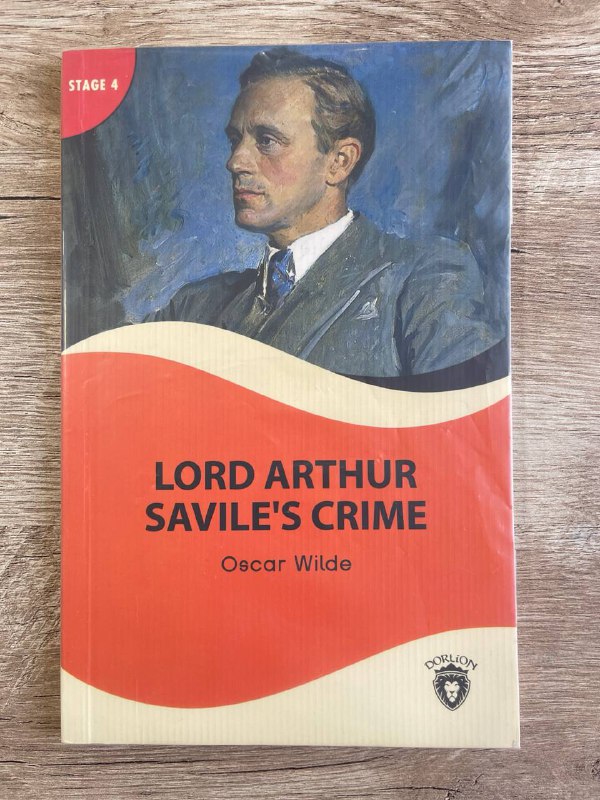 STAGE 4
LORD ARTHUR
SAVILE'S CRIME
Oscar Wilde
DORLiON